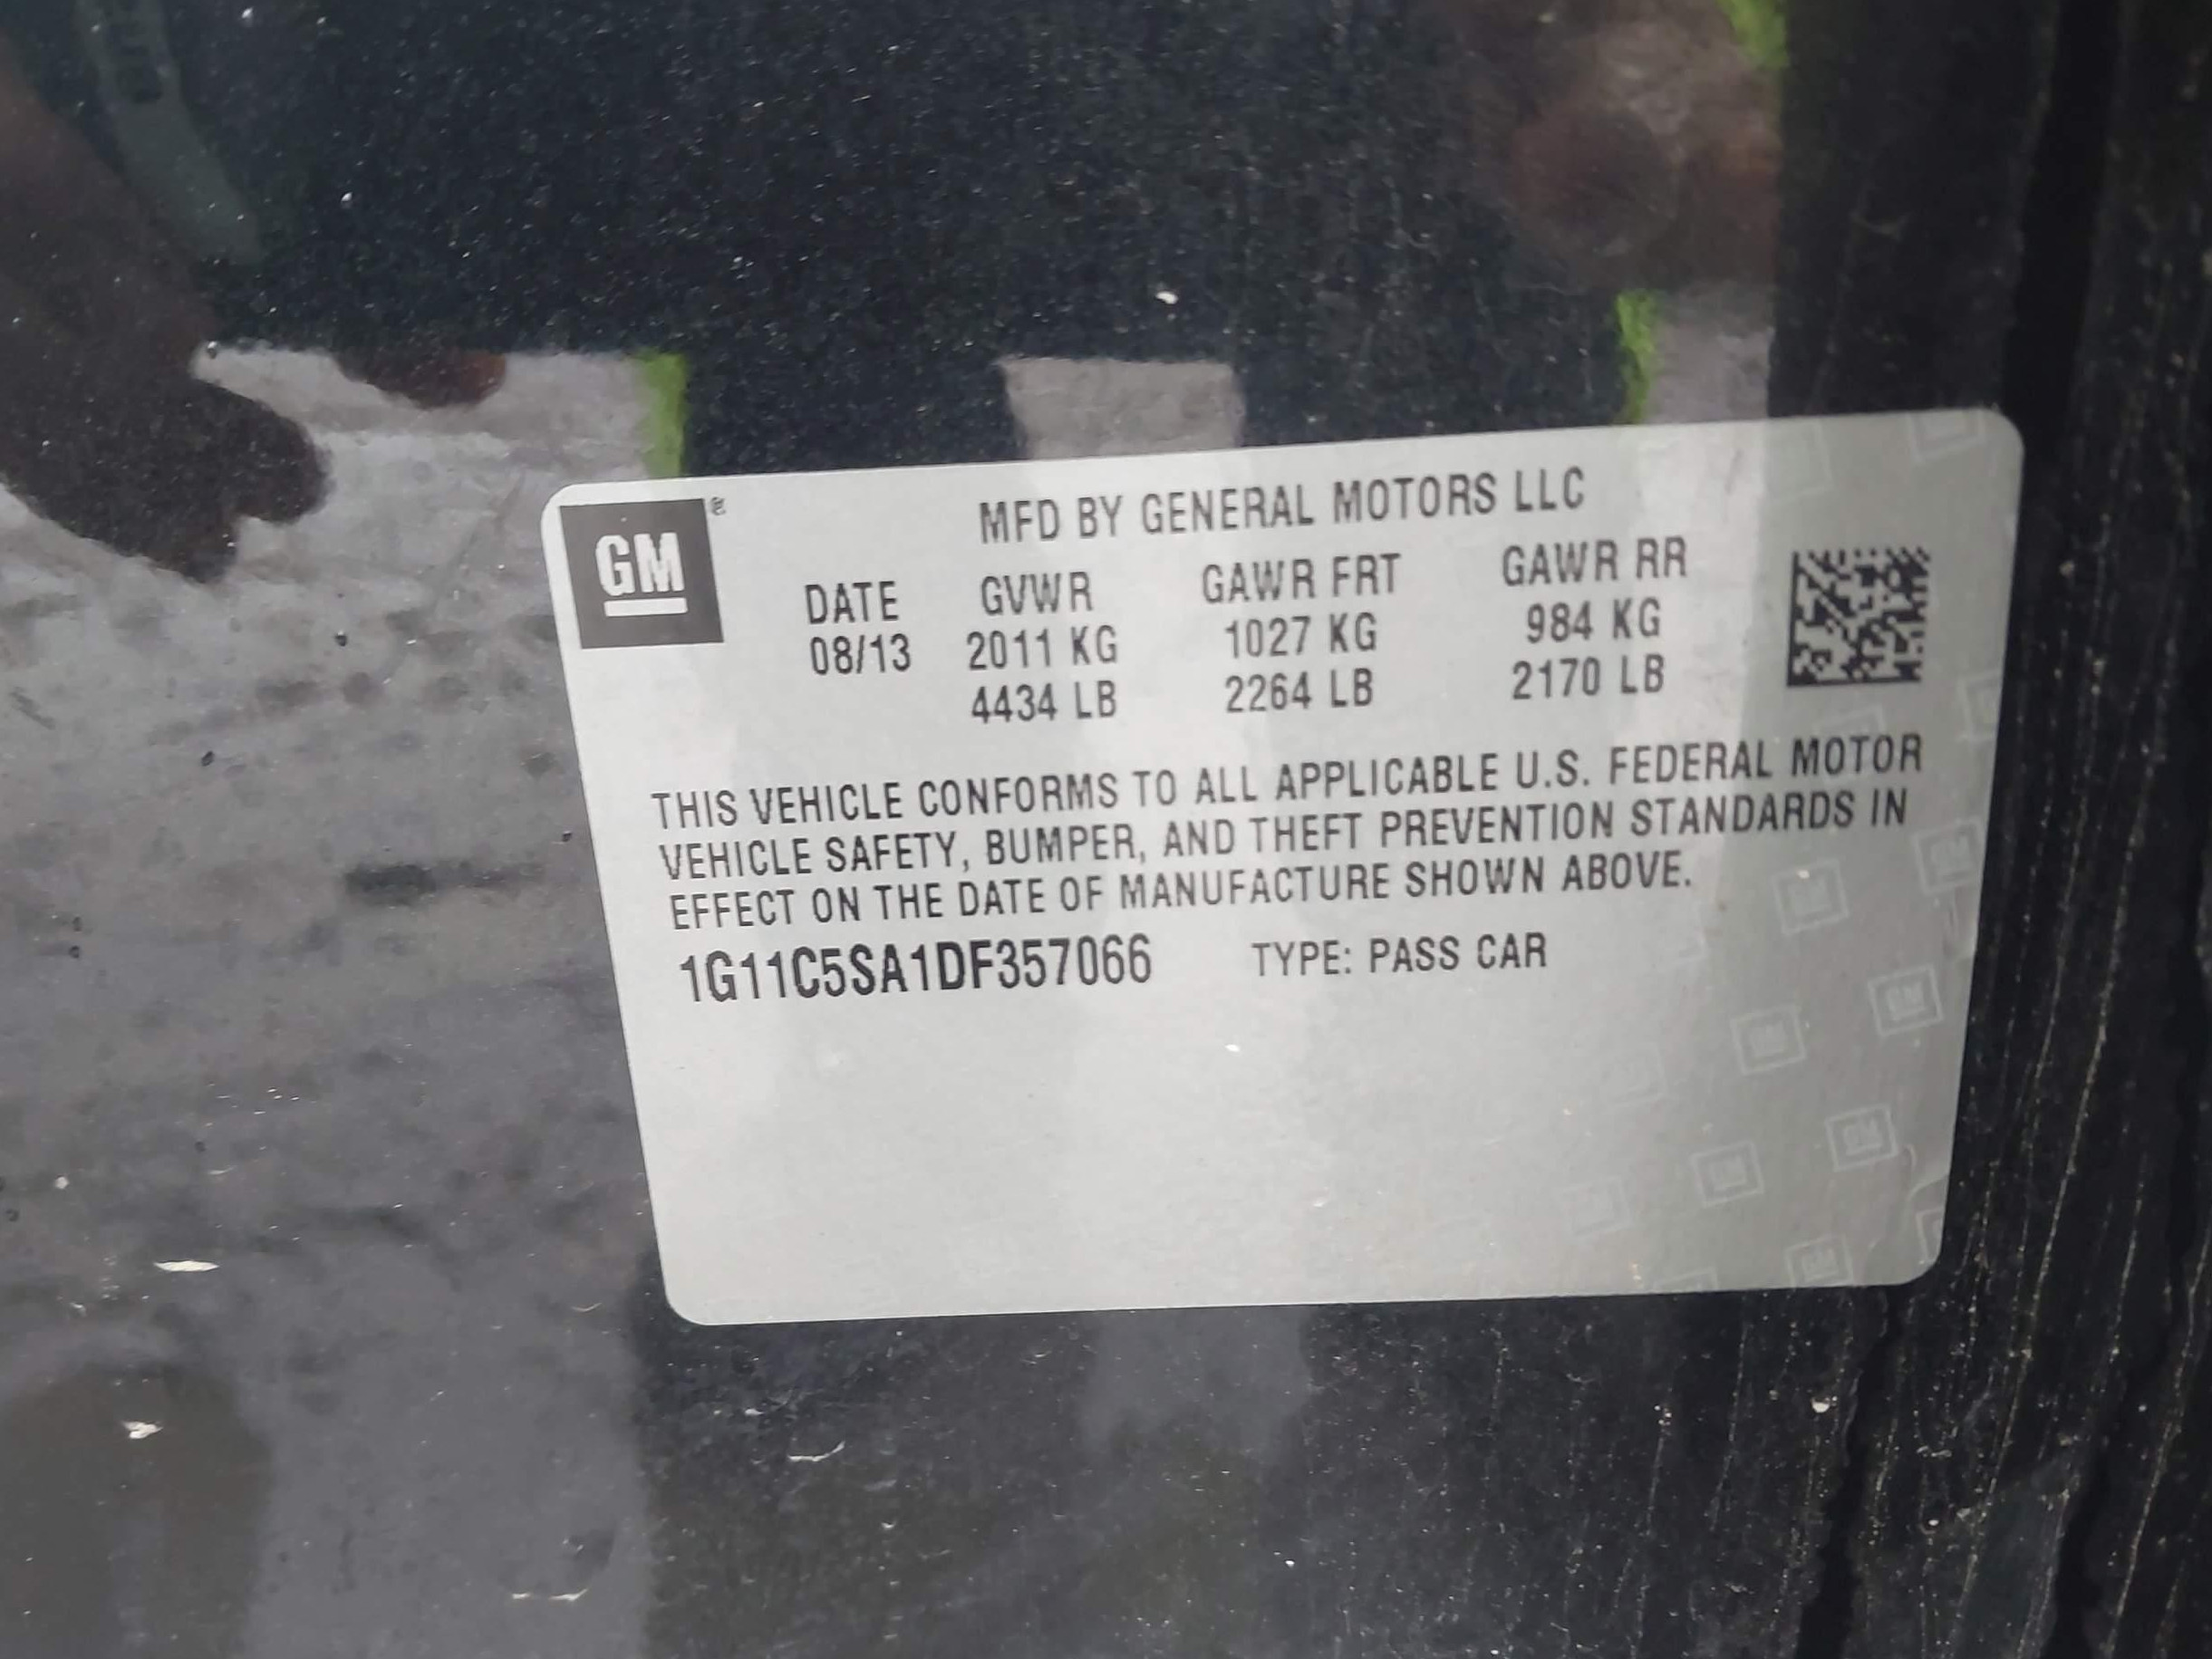 GM ®
MFD BY GENERAL MOTORS LLC
DATE GVWR GAWR FRT GAWR RR
08/13 2011 KG 1027 KG 984 KG
4434 LB 2264 LB 2170 LB
THIS VEHICLE CONFORMS TO ALL APPLICABLE U.S. FEDERAL MOTOR
VEHICLE SAFETY, BUMPER, AND THEFT PREVENTION STANDARDS IN
EFFECT ON THE DATE OF MANUFACTURE SHOWN ABOVE.
1G11C5SA1DF357066 TYPE: PASS CAR